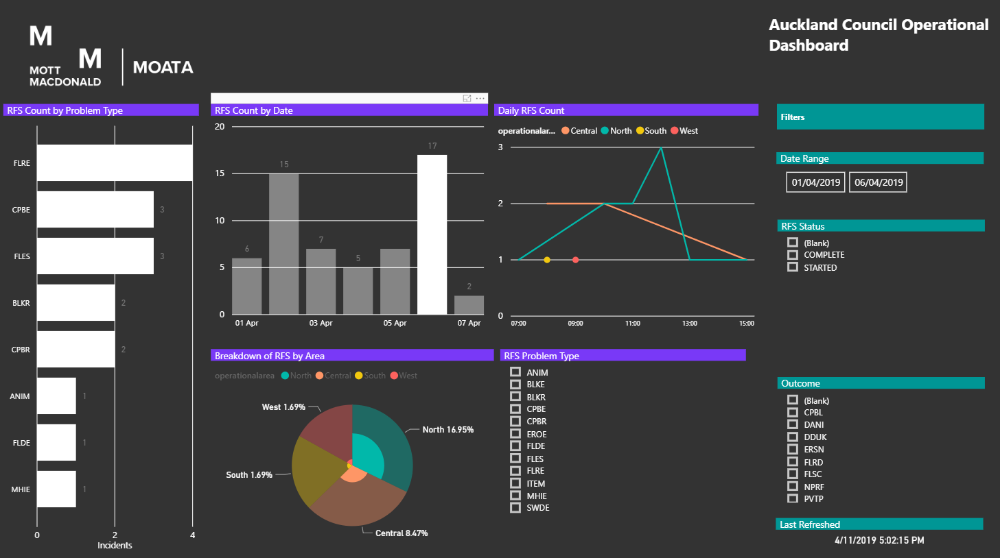 M
M
MOTT
MACDONALD
MOATA
Auckland Council Operational
Dashboard
RFS Count by Problem Type
FLRE
CPBE
3
FLES
3
BLKR
2
CPBR
2
ANIM
1
FLDE
1
MHIE
1
0 2 4
Incidents
RFS Count by Date
20
15
10
5
0
6
15
7
5
17
2
01 Apr 03 Apr 05 Apr 07 Apr
Daily RFS Count
operationalar... Central North South West
3
2
1
0
07:00 09:00 11:00 13:00 15:00
Breakdown of RFS by Area
operationalarea North Central South West
West 1.69%
North 16.95%
South 1.69%
Central 8.47%
RFS Problem Type
ANIM
BLKE
BLKR
CPBE
CPBR
EROE
FLDE
FLES
FLRE
ITEM
MHIE
SWDE
Filters
Date Range
01/04/2019 06/04/2019
RFS Status
(Blank)
COMPLETE
STARTED
Outcome
(Blank)
CPBL
DANI
DDUK
ERSN
FLRD
FLSC
NPRF
PVTP
Last Refreshed
4/11/2019 5:02:15 PM